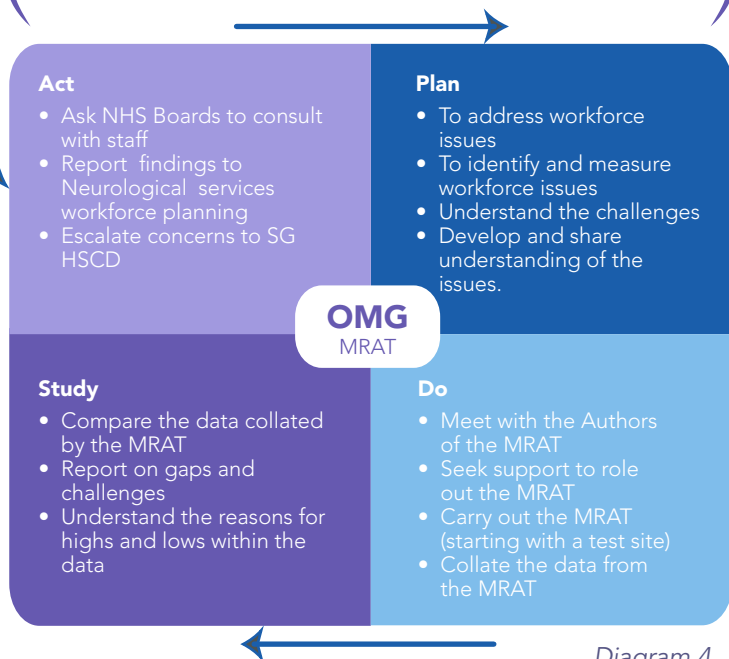 Act
• Ask NHS Boards to consult
with staff
• Report findings to
Neurological services
workforce planning
• Escalate concerns to SG
HSCD
Plan
• To address workforce
issues
• To identify and measure
workforce issues
• Understand the challenges
• Develop and share
understanding of the
issues.
OMG
MRAT
Study
• Compare the data collated
by the MRAT
• Report on gaps and
challenges
• Understand the reasons for
highs and lows within the
data
Do
• Meet with the Authors
of the MRAT
• Seek support to role
out the MRAT
• Carry out the MRAT
(starting with a test site)
• Collate the data from
the MRAT
Diagram 4